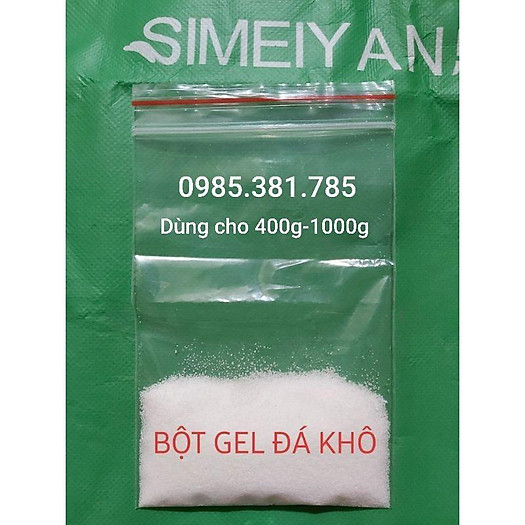 SIMEIYAN
0985.381.785
Dùng cho 400g-1000g
BỘT GEL ĐÁ KHÔ